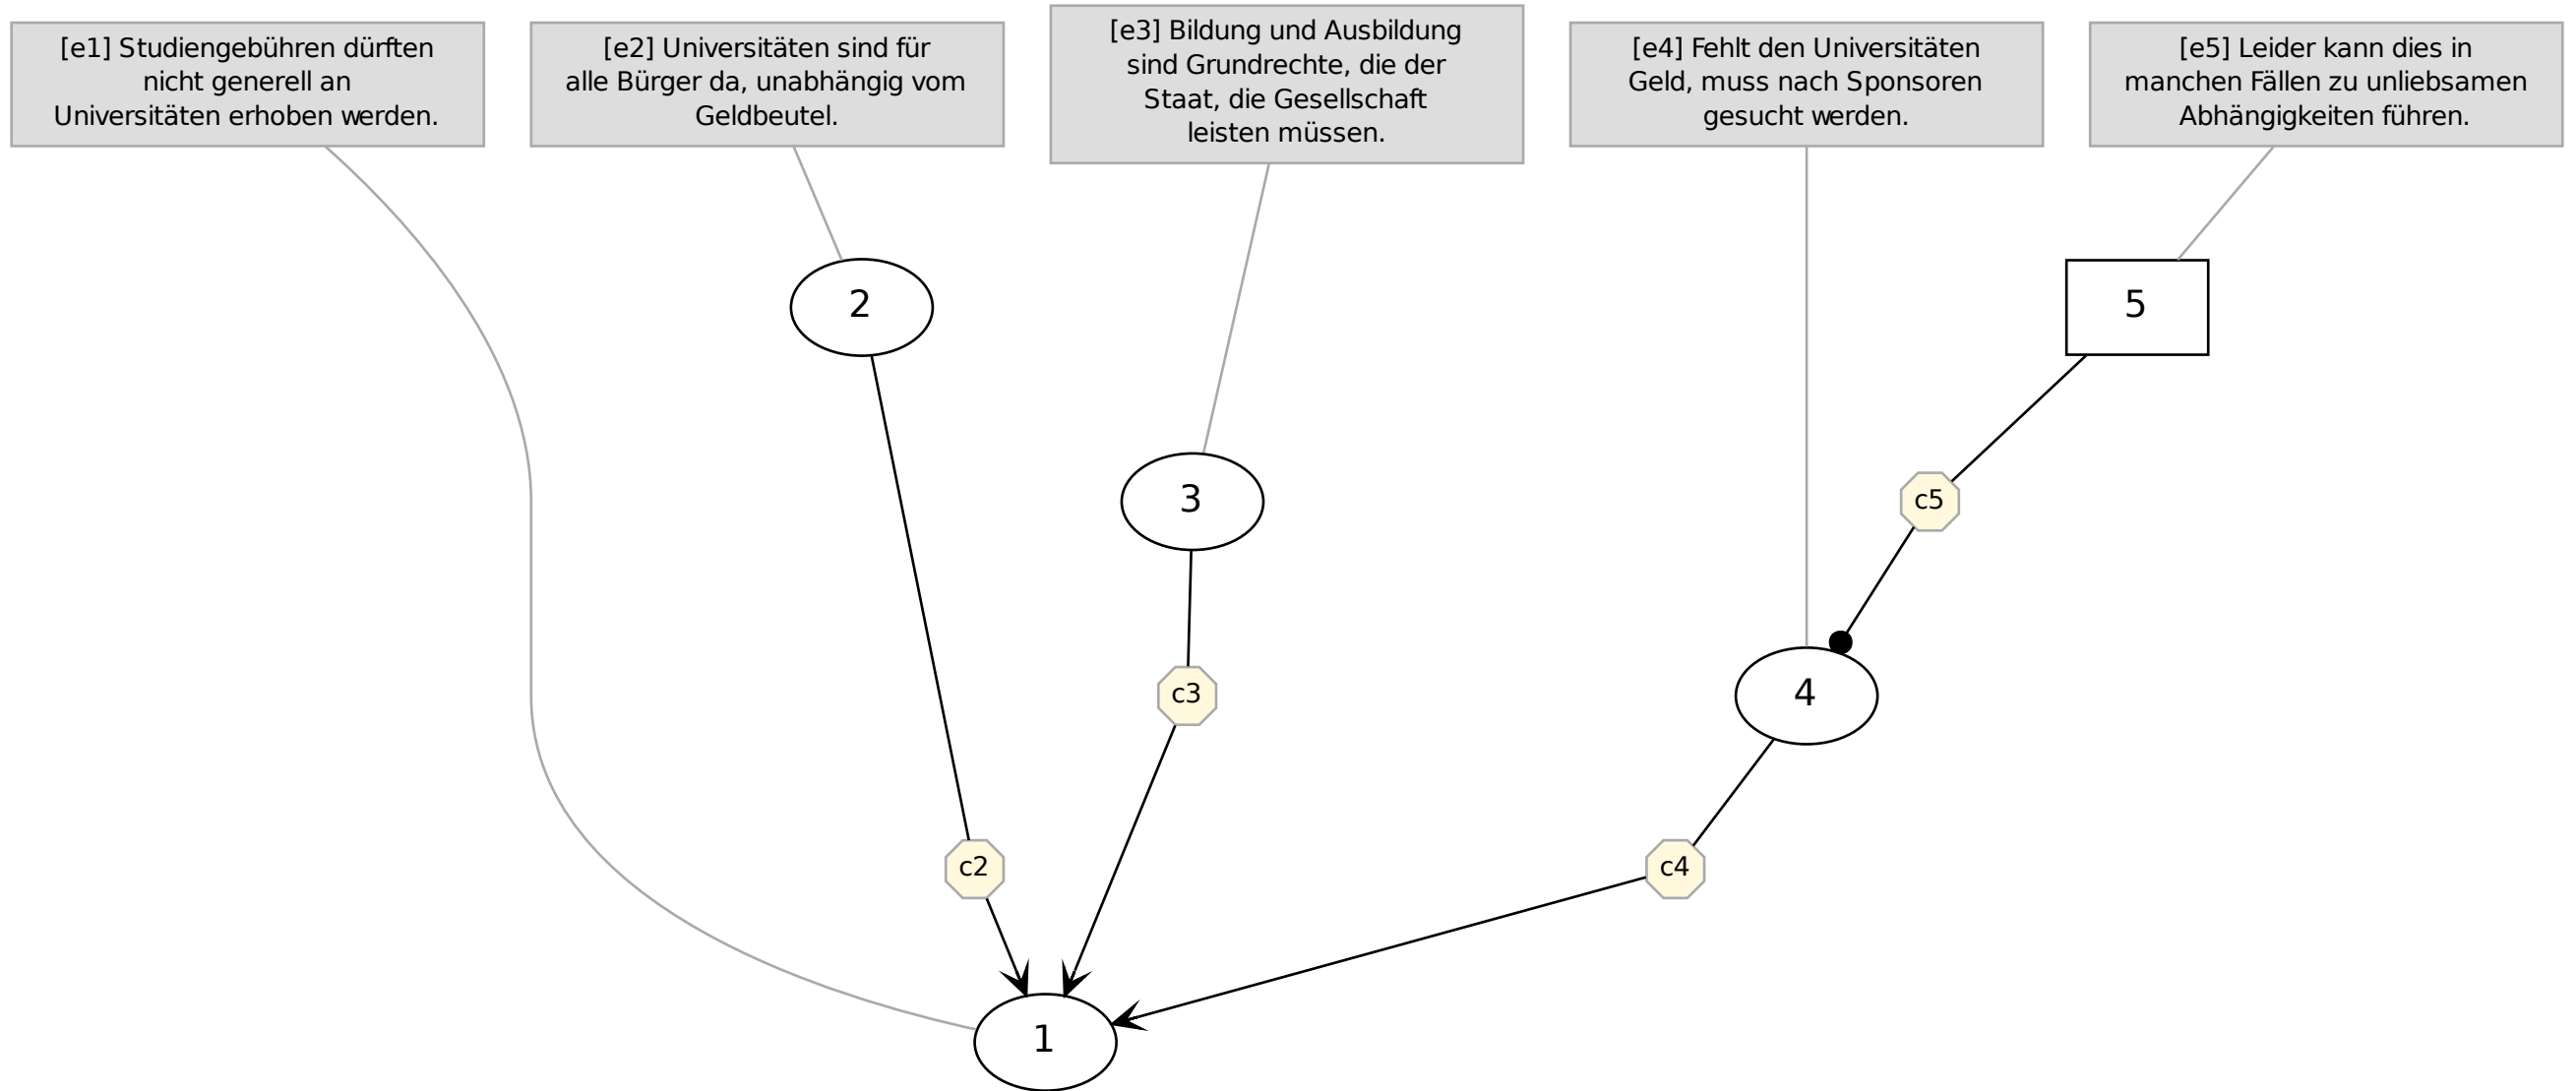 [e1] Studiengebühren dürften
nicht generell an
Universitäten erhoben werden.
[e2] Universitäten sind für
alle Bürger da, unabhängig vom
Geldbeutel.
[e3] Bildung und Ausbildung
sind Grundrechte, die der
Staat, die Gesellschaft
leisten müssen.
[e4] Fehlt den Universitäten
Geld, muss nach Sponsoren
gesucht werden.
[e5] Leider kann dies in
manchen Fällen zu unliebsamen
Abhängigkeiten führen.
2
5
3
c5
c3
4
c2
c4
1